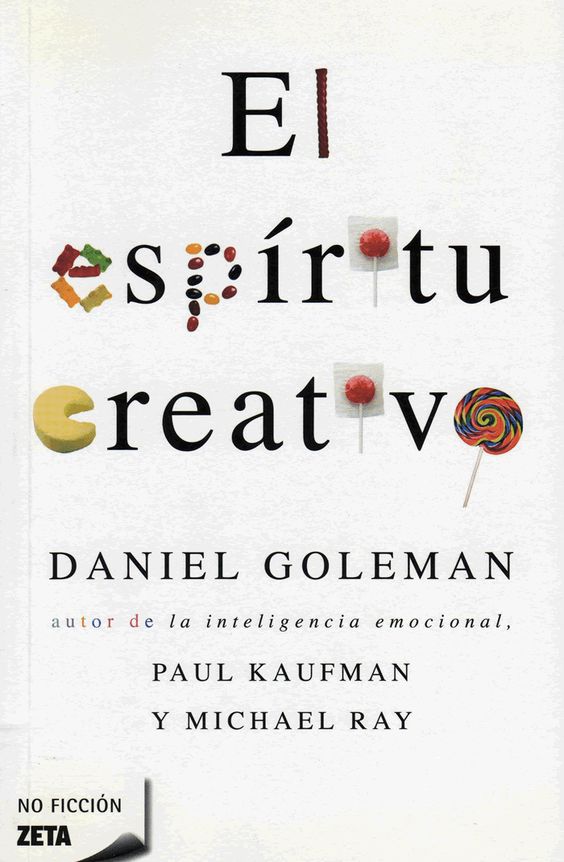 El
espíritu
creativo
DANIEL GOLEMAN
autor de la inteligencia emocional,
PAUL KAUFMAN
Y MICHAEL RAY
NO FICCIÓN
ZETA